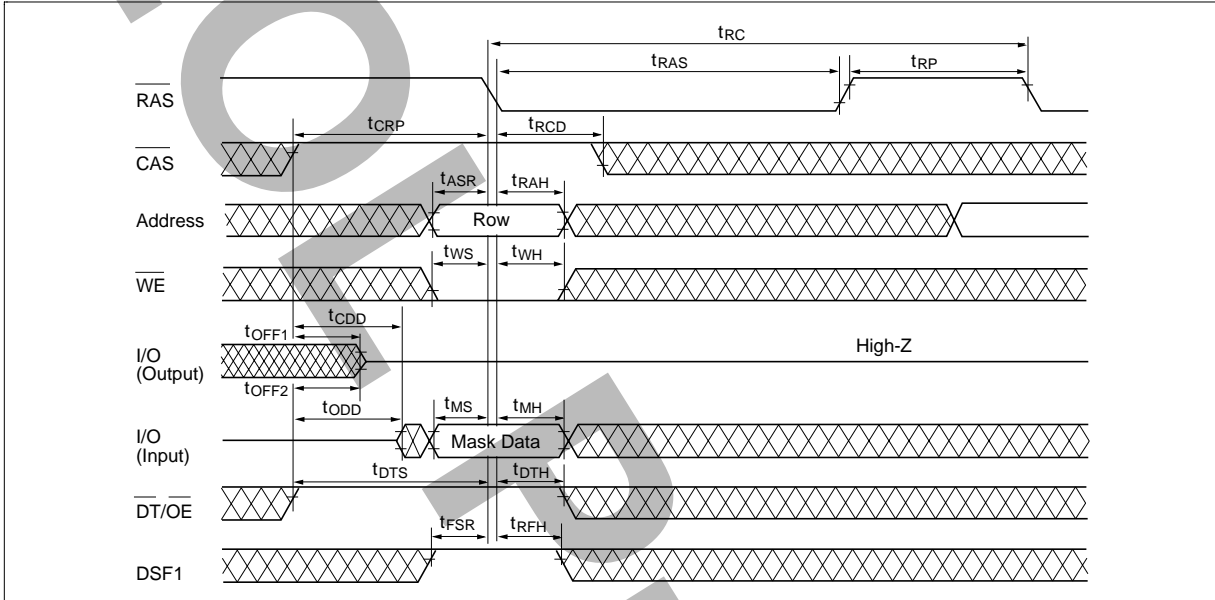 tRC
tRAS
tRP
RAS
tCRP
tRCD
CAS
tASR
tRAH
Address
Row
tWS
tWH
WE
tCDD
tOFF1
I/O
(Output)
High-Z
tOFF2
tODD
tMS
tMH
I/O
(Input)
Mask Data
tDTS
tDTH
DT/OE
tFSR
tRFH
DSF1